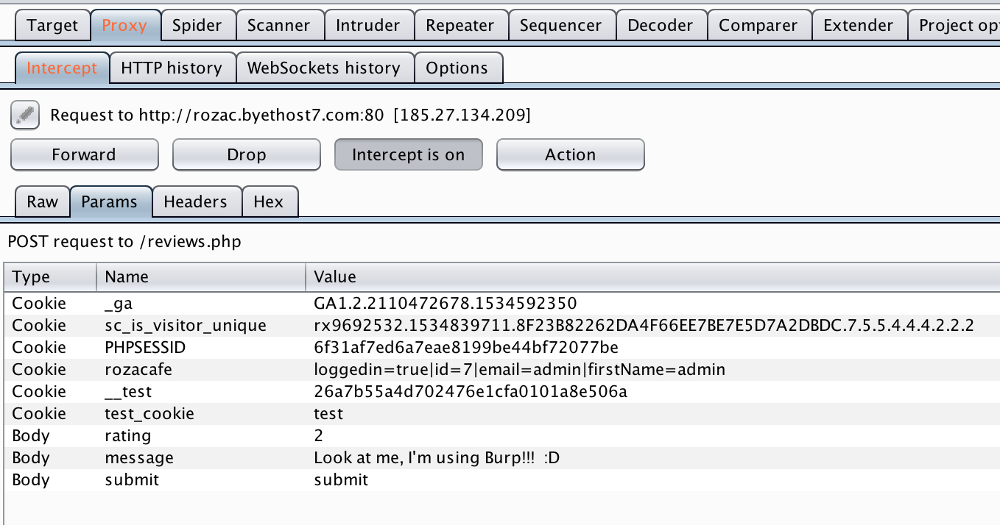 Target Proxy Spider Scanner Intruder Repeater Sequencer Decoder Comparer Extender Project op
Intercept HTTP history WebSockets history Options
Request to http://rozac.byethost7.com:80 [185.27.134.209]
Forward Drop Intercept is on Action
Raw Params Headers Hex
POST request to /reviews.php
Type Name Value
Cookie _ga GA1.2.2110472678.1534592350
Cookie sc_is_visitor_unique rx9692532.1534839711.8F23B82262DA4F66EE7BE7E5D7A2DBDC.7.5.5.4.4.4.2.2.2
Cookie PHPSESSID 6f31af7ed6a7eae8199be44bf72077be
Cookie rozacafe loggedin=true|id=7|email=admin|firstName=admin
Cookie __test 26a7b55a4d702476e1cfa0101a8e506a
Cookie test_cookie test
Body rating 2
Body message Look at me, I'm using Burp!!! :D
Body submit submit